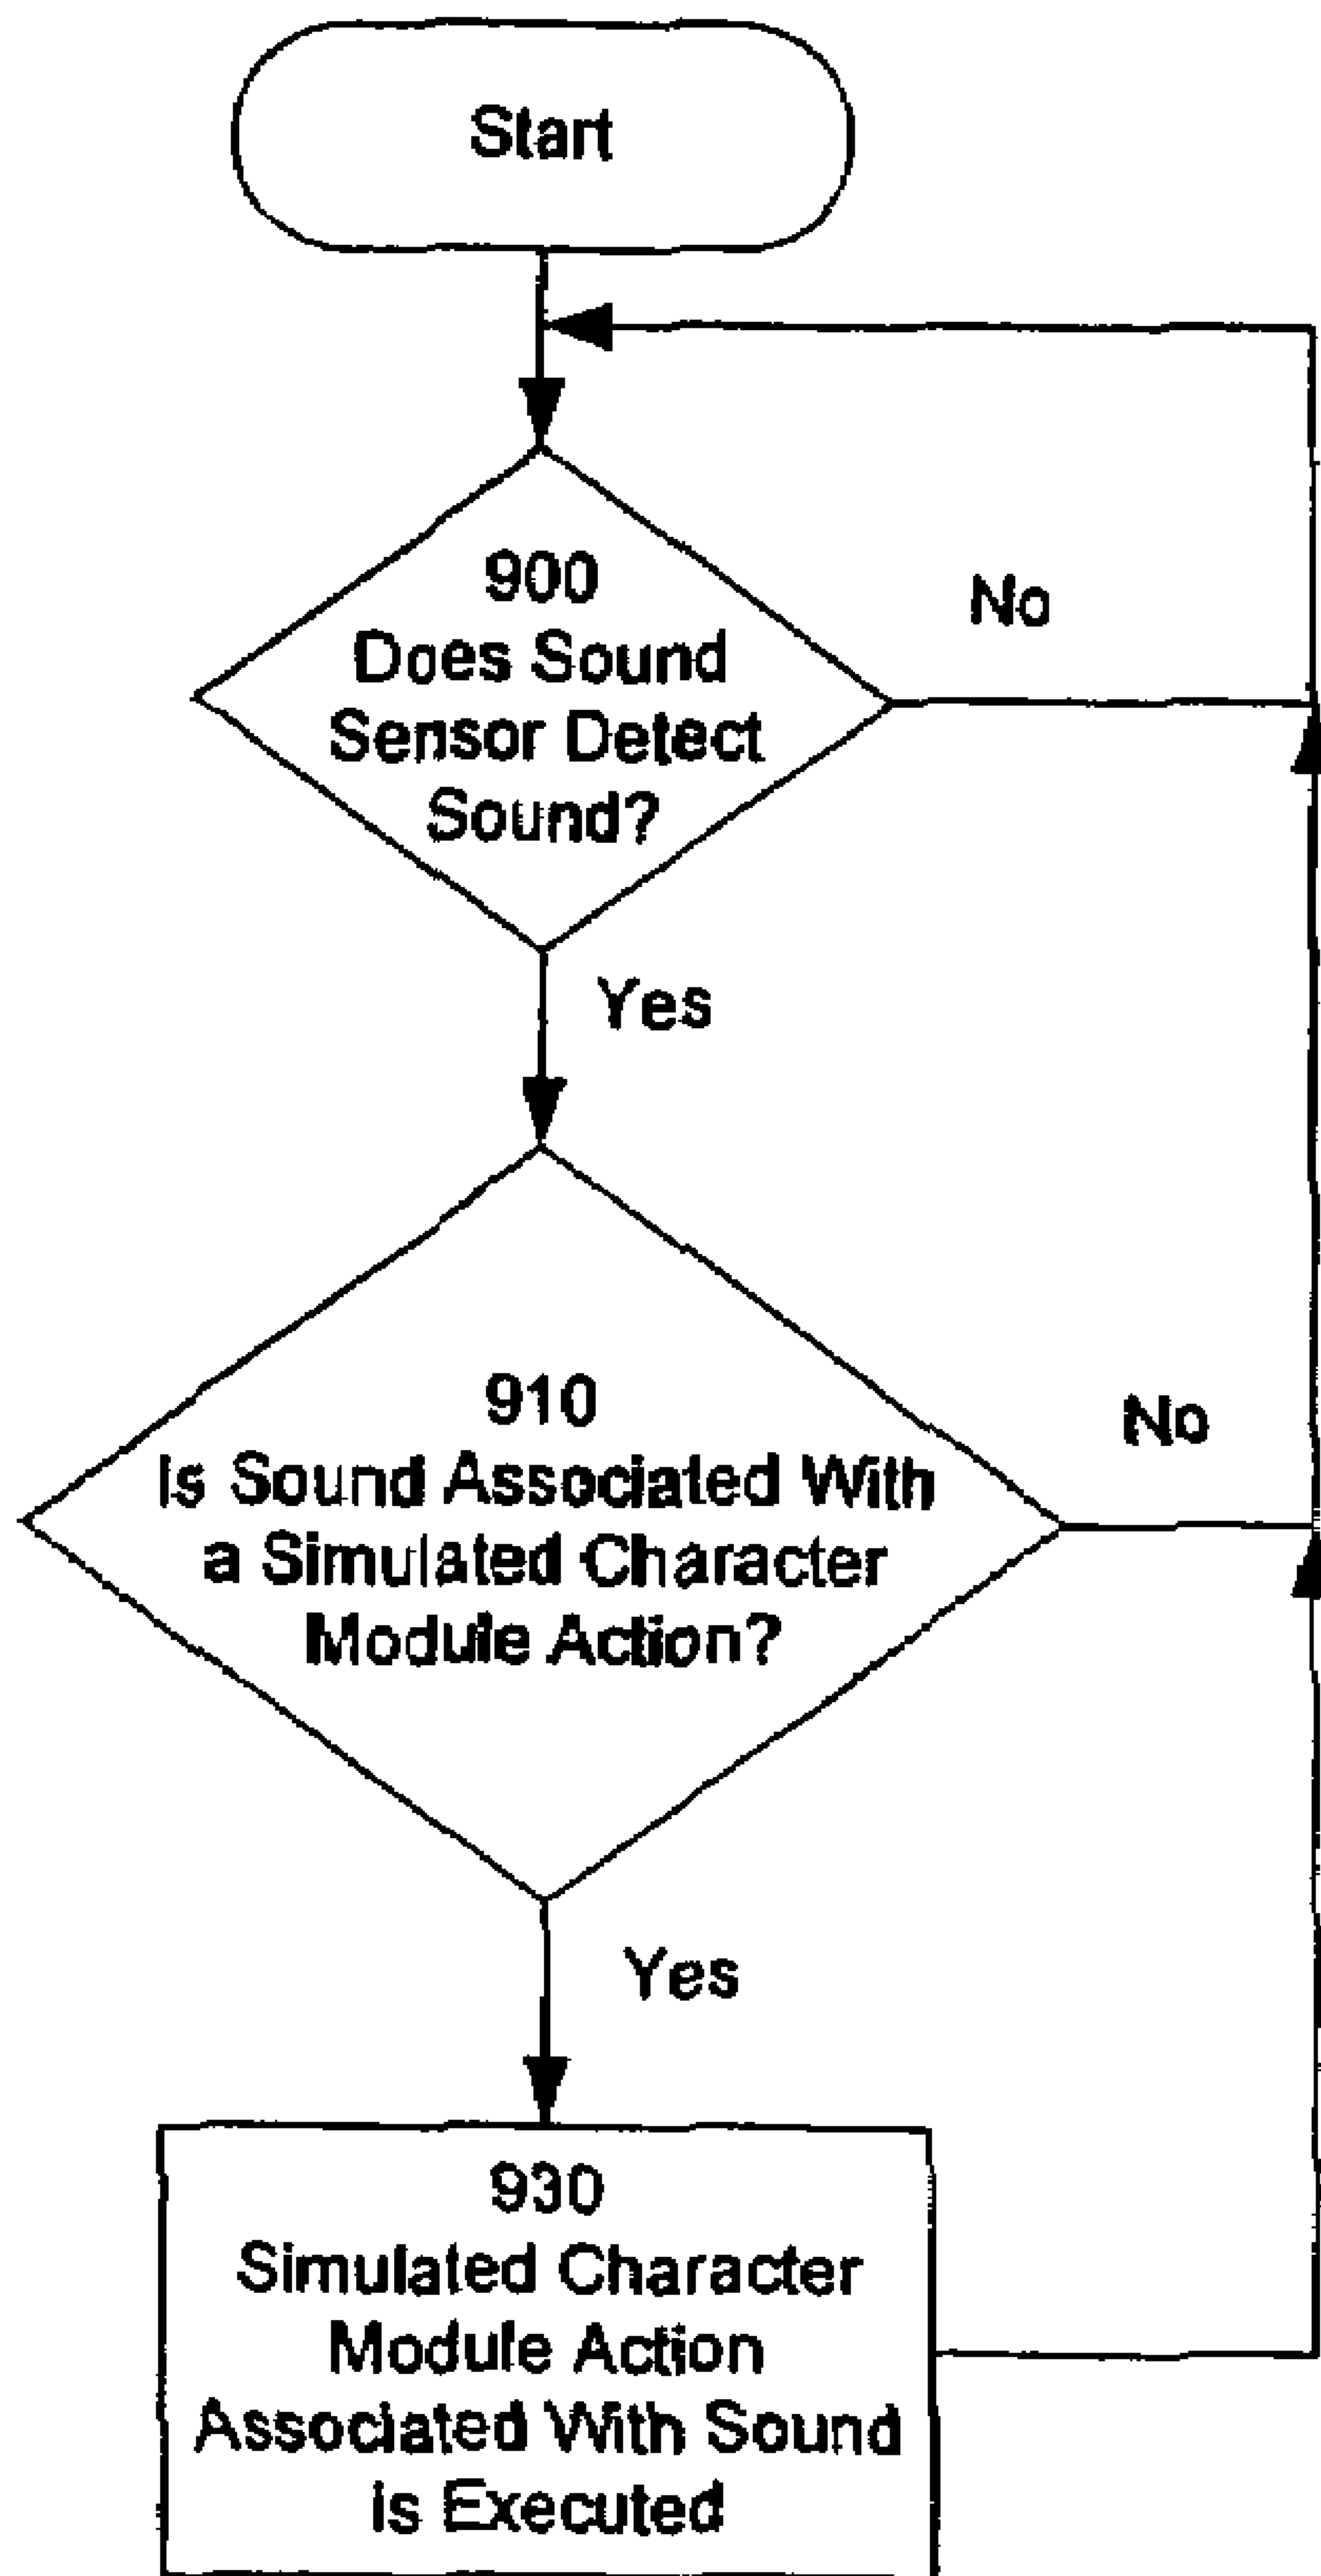 Start
900
Does Sound
Sensor Detect
Sound?
No
Yes
910
Is Sound Associated With
a Simulated Character
Module Action?
No
Yes
930
Simulated Character
Module Action
Associated With Sound
is Executed